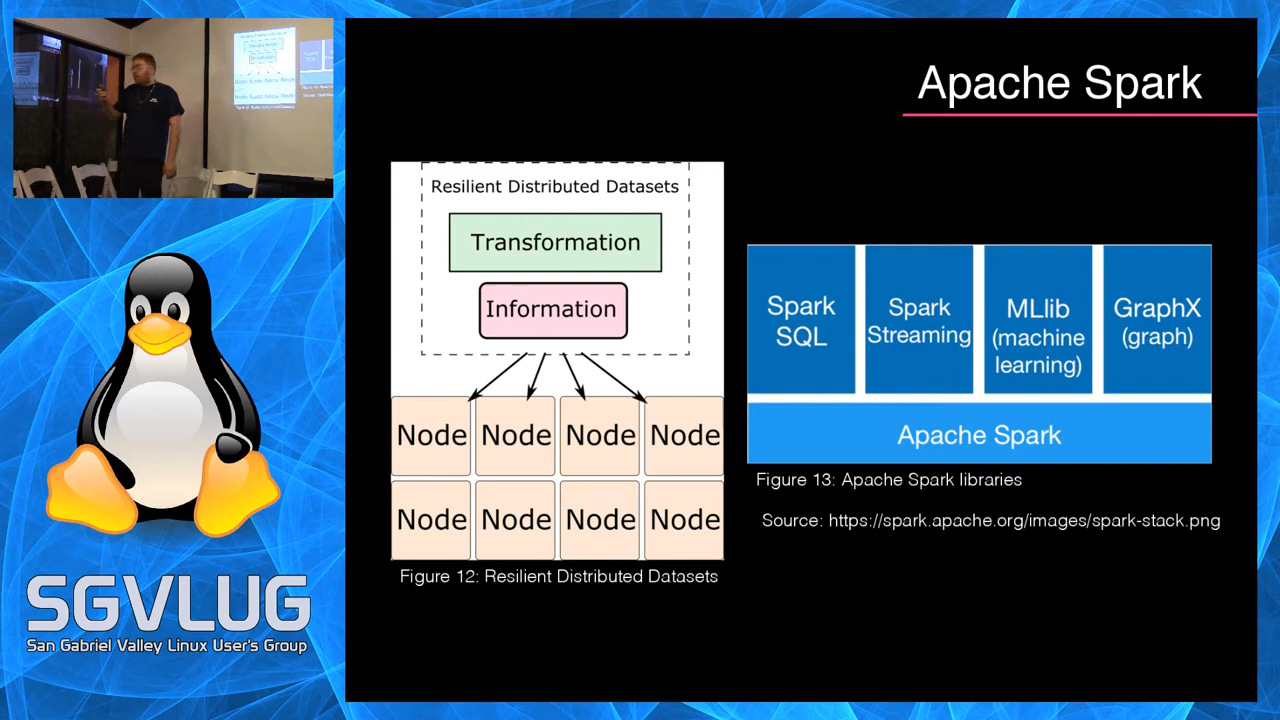 Apache Spark
Resilient Distributed Datasets
Transformation
Information
Node Node Node Node
Node Node Node Node
Figure 12: Resilient Distributed Datasets
Spark SQL
Spark Streaming
MLlib (machine learning)
GraphX (graph)
Apache Spark
Figure 13: Apache Spark libraries
Source: https://spark.apache.org/images/spark-stack.png
SGVLUG
San Gabriel Valley Linux User's Group